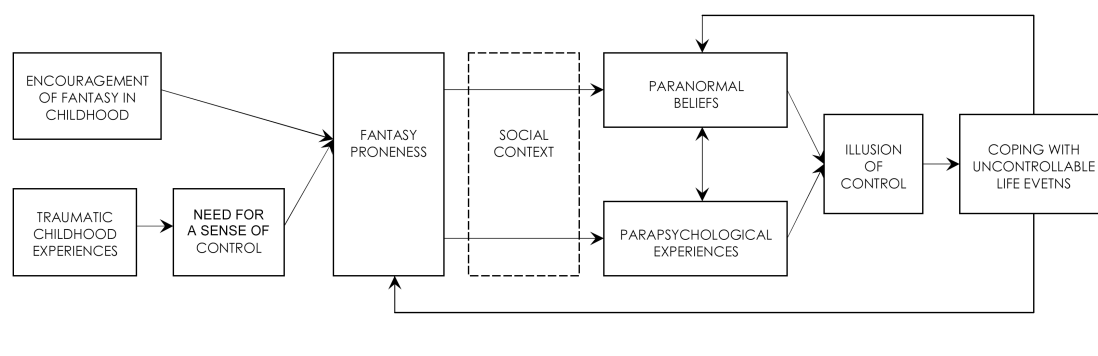 ENCOURAGEMENT
OF FANTASY IN
CHILDHOOD
TRAUMATIC
CHILDHOOD
EXPERIENCES
NEED FOR
A SENSE OF
CONTROL
FANTASY
PRONENESS
SOCIAL
CONTEXT
PARANORMAL
BELIEFS
PARAPSYCHOLOGICAL
EXPERIENCES
ILLUSION
OF
CONTROL
COPING WITH
UNCONTROLLABLE
LIFE EVETNS